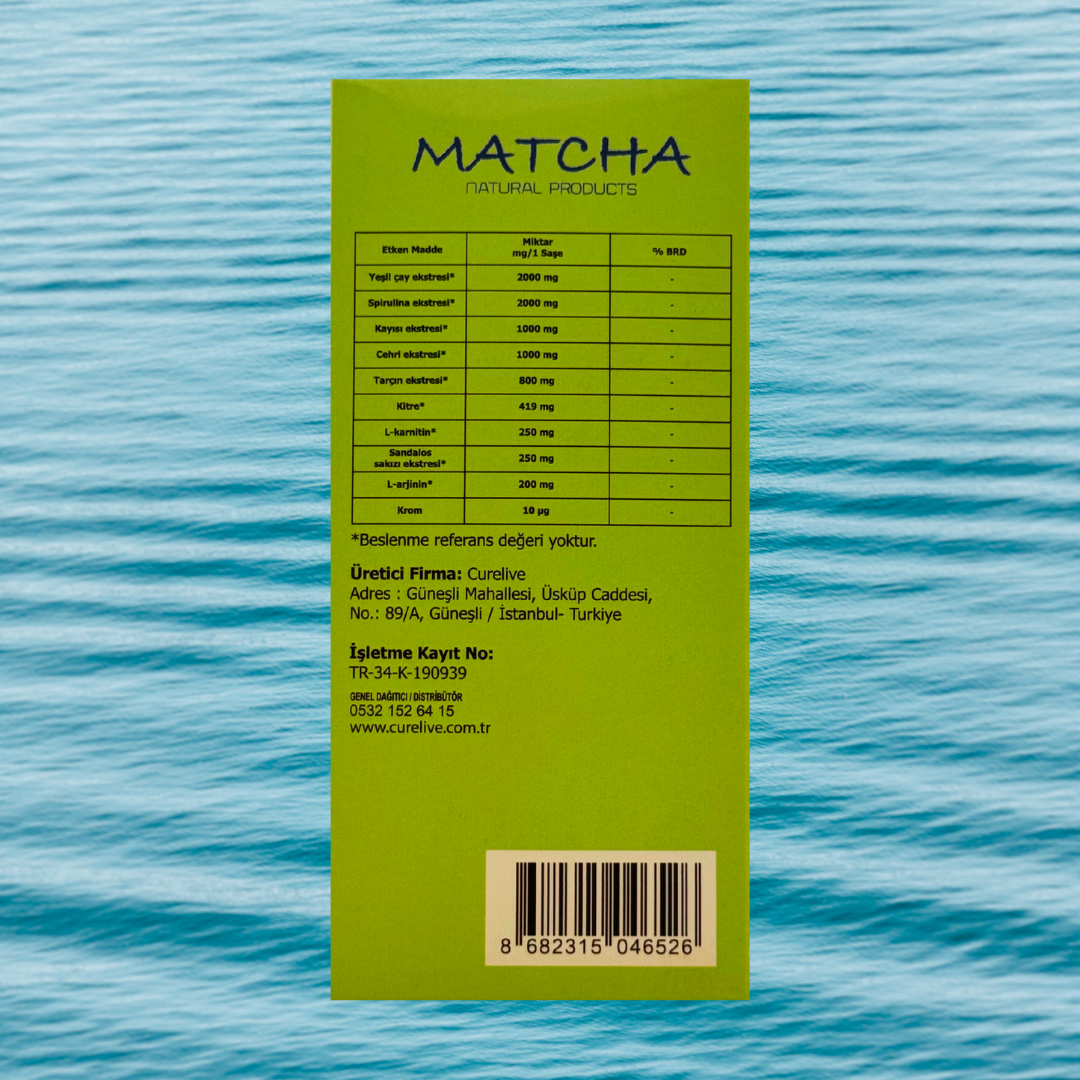 MATCHA
NATURAL PRODUCTS
Etken Madde Miktar mg/1 Saşe % BRD
Yeşil çay ekstresi* 2000 mg -
Spirulina ekstresi* 2000 mg -
Kayısı ekstresi* 1000 mg -
Cehri ekstresi* 1000 mg -
Tarçın ekstresi* 800 mg -
Kitre* 419 mg -
L-karnitin* 250 mg -
Sandalos sakızı ekstresi* 250 mg -
L-arjinin* 200 mg -
Krom 10 µg -
*Beslenme referans değeri yoktur.
Üretici Firma: Curelive
Adres : Güneşli Mahallesi, Üsküp Caddesi,
No.: 89/A, Güneşli / İstanbul- Turkiye
İşletme Kayıt No:
TR-34-K-190939
GENEL DAĞITICI / DİSTRİBÜTÖR
0532 152 64 15
www.curelive.com.tr
8 682315 046526